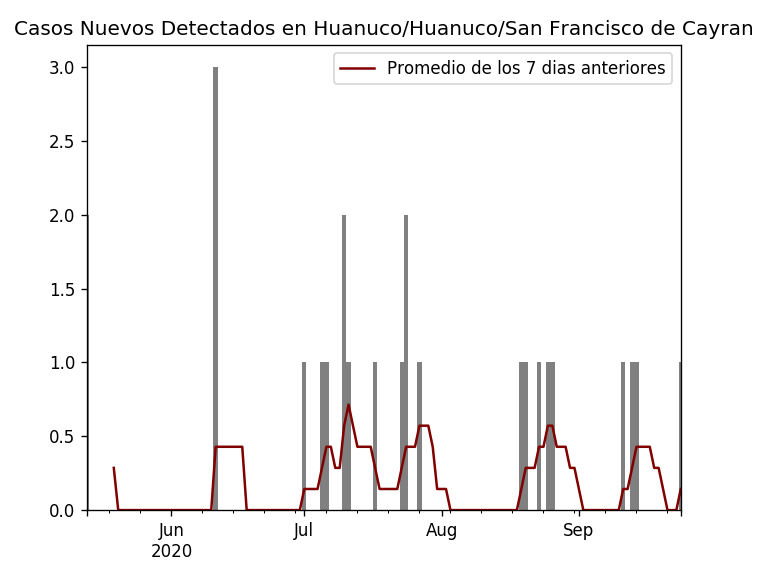 Casos Nuevos Detectados en Huanuco/Huanuco/San Francisco de Cayran
Promedio de los 7 dias anteriores
3.0
2.5
2.0
1.5
1.0
0.5
0.0
Jun Jul Aug Sep
2020